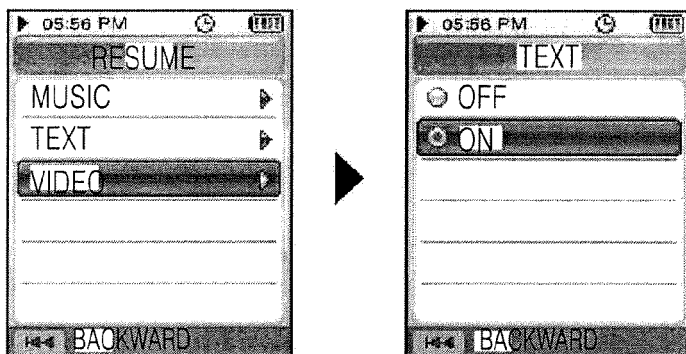 05:56 PM
RESUME
MUSIC
TEXT
VIDEO
BACKWARD
05:56 PM
TEXT
OFF
ON
BACKWARD